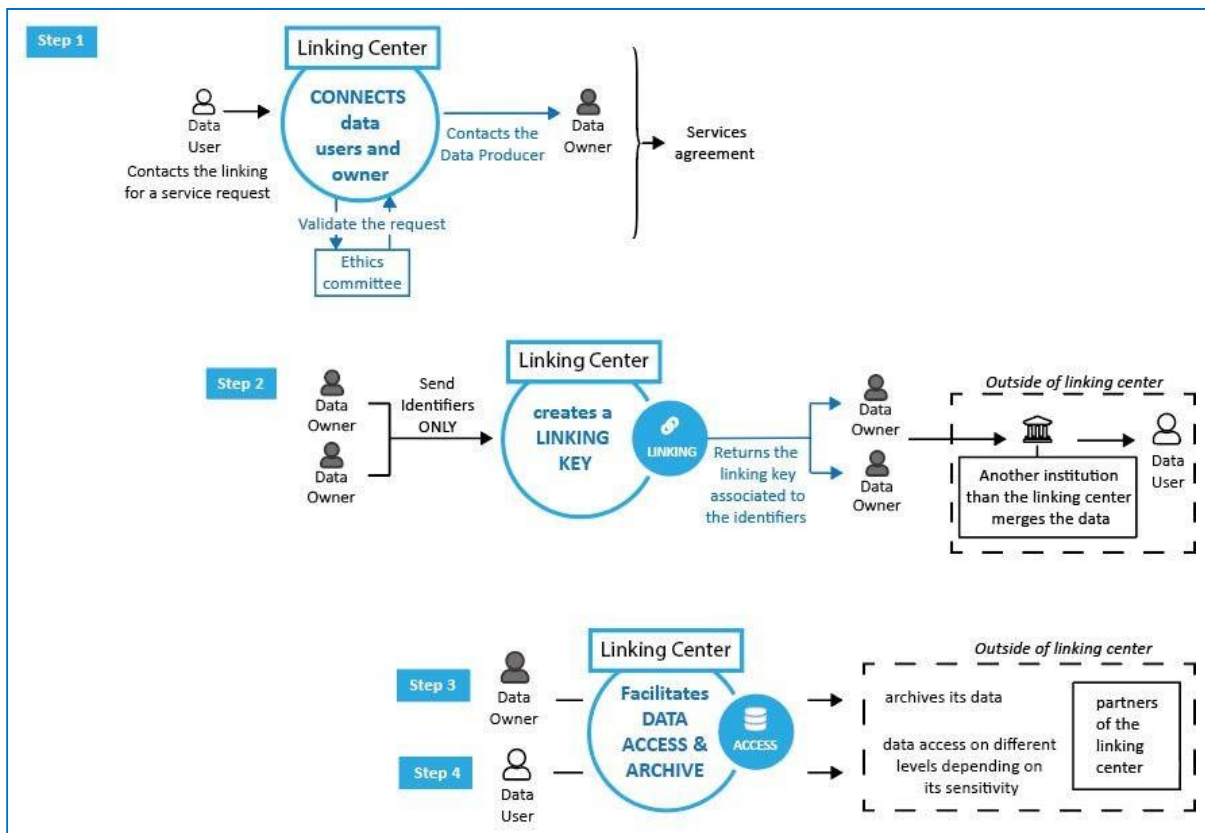 Step 1
Linking Center
CONNECTS
data
users and
owner
Data
User
Contacts the linking
for a service request
Contacts the
Data Producer
Data
Owner
Services
agreement
Validate the request
Ethics
committee
Step 2
Data
Owner
Data
Owner
Send
Identifiers
ONLY
Linking Center
creates a
LINKING
KEY
LINKING
Returns the
linking key
associated to
the identifiers
Data
Owner
Data
Owner
Outside of linking center
Another institution
than the linking center
merges the data
Data
User
Step 3
Data
Owner
Step 4
Data
User
Linking Center
Facilitates
DATA
ACCESS &
ARCHIVE
ACCESS
Outside of linking center
archives its data
data access on different
levels depending on
its sensitivity
partners
of the
linking
center